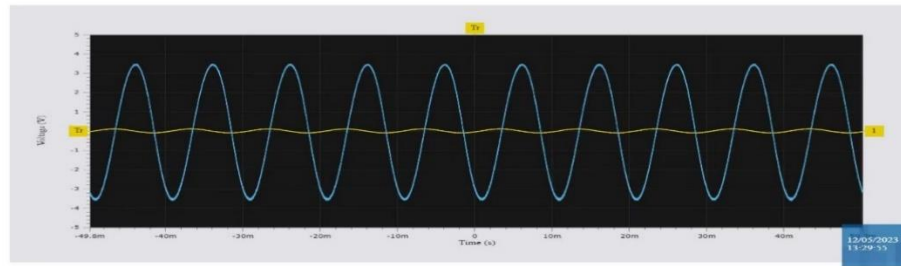 Tr
5
4
3
2
1
Tr
-1
-2
-3
-4
-5
Voltage (V)
1
-49.8m
-40m
-30m
-20m
-10m
0
10m
20m
30m
40m
Time (s)
12/05/2023
13:29:55